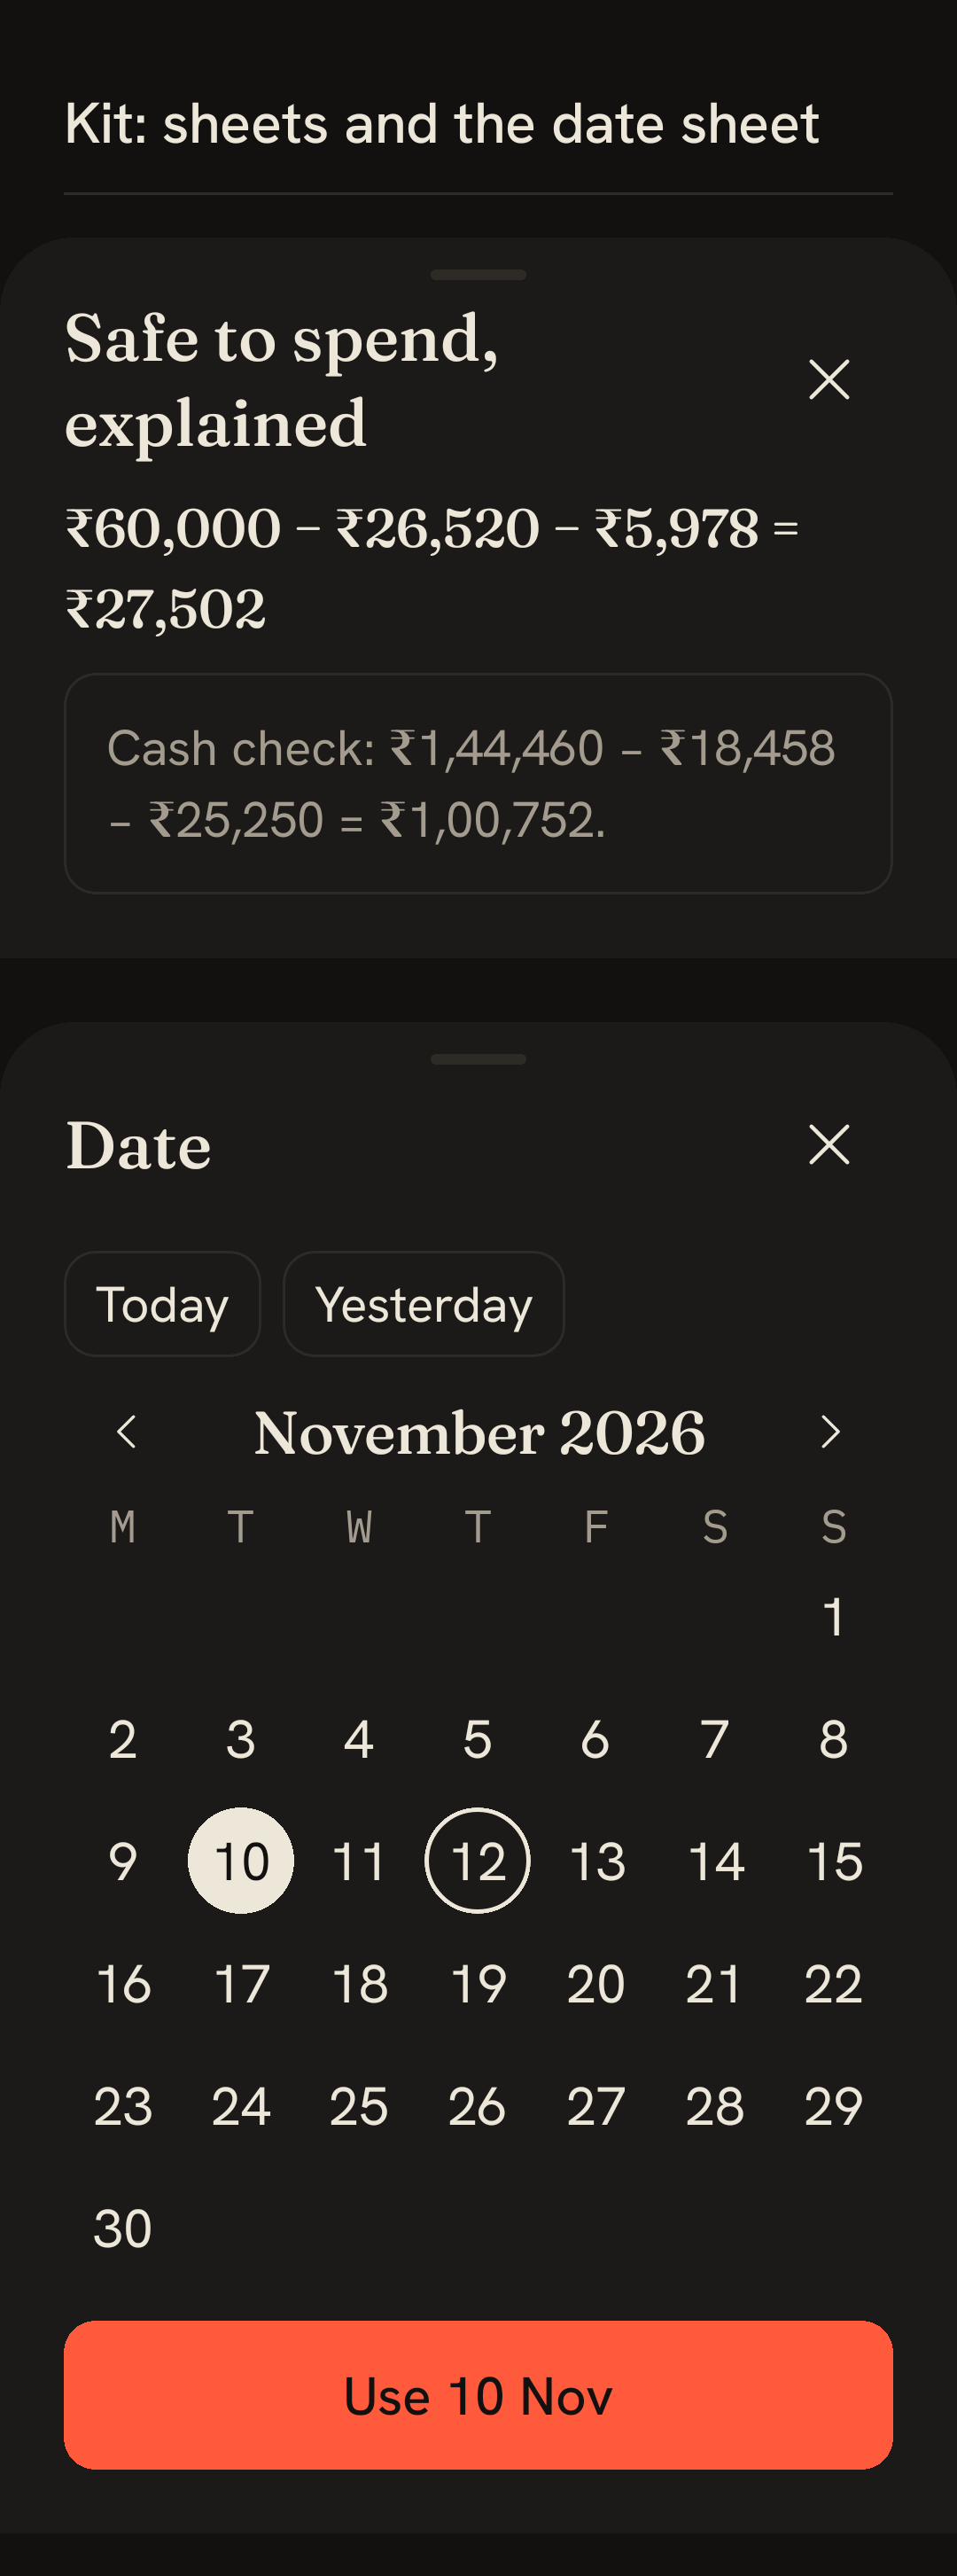 Kit: sheets and the date sheet
Safe to spend,
explained
₹60,000 – ₹26,520 – ₹5,978 =
₹27,502
Cash check: ₹1,44,460 – ₹18,458
– ₹25,250 = ₹1,00,752.
Date
Today Yesterday
November 2026
M T W T F S S
1
2 3 4 5 6 7 8
9 10 11 12 13 14 15
16 17 18 19 20 21 22
23 24 25 26 27 28 29
30
Use 10 Nov